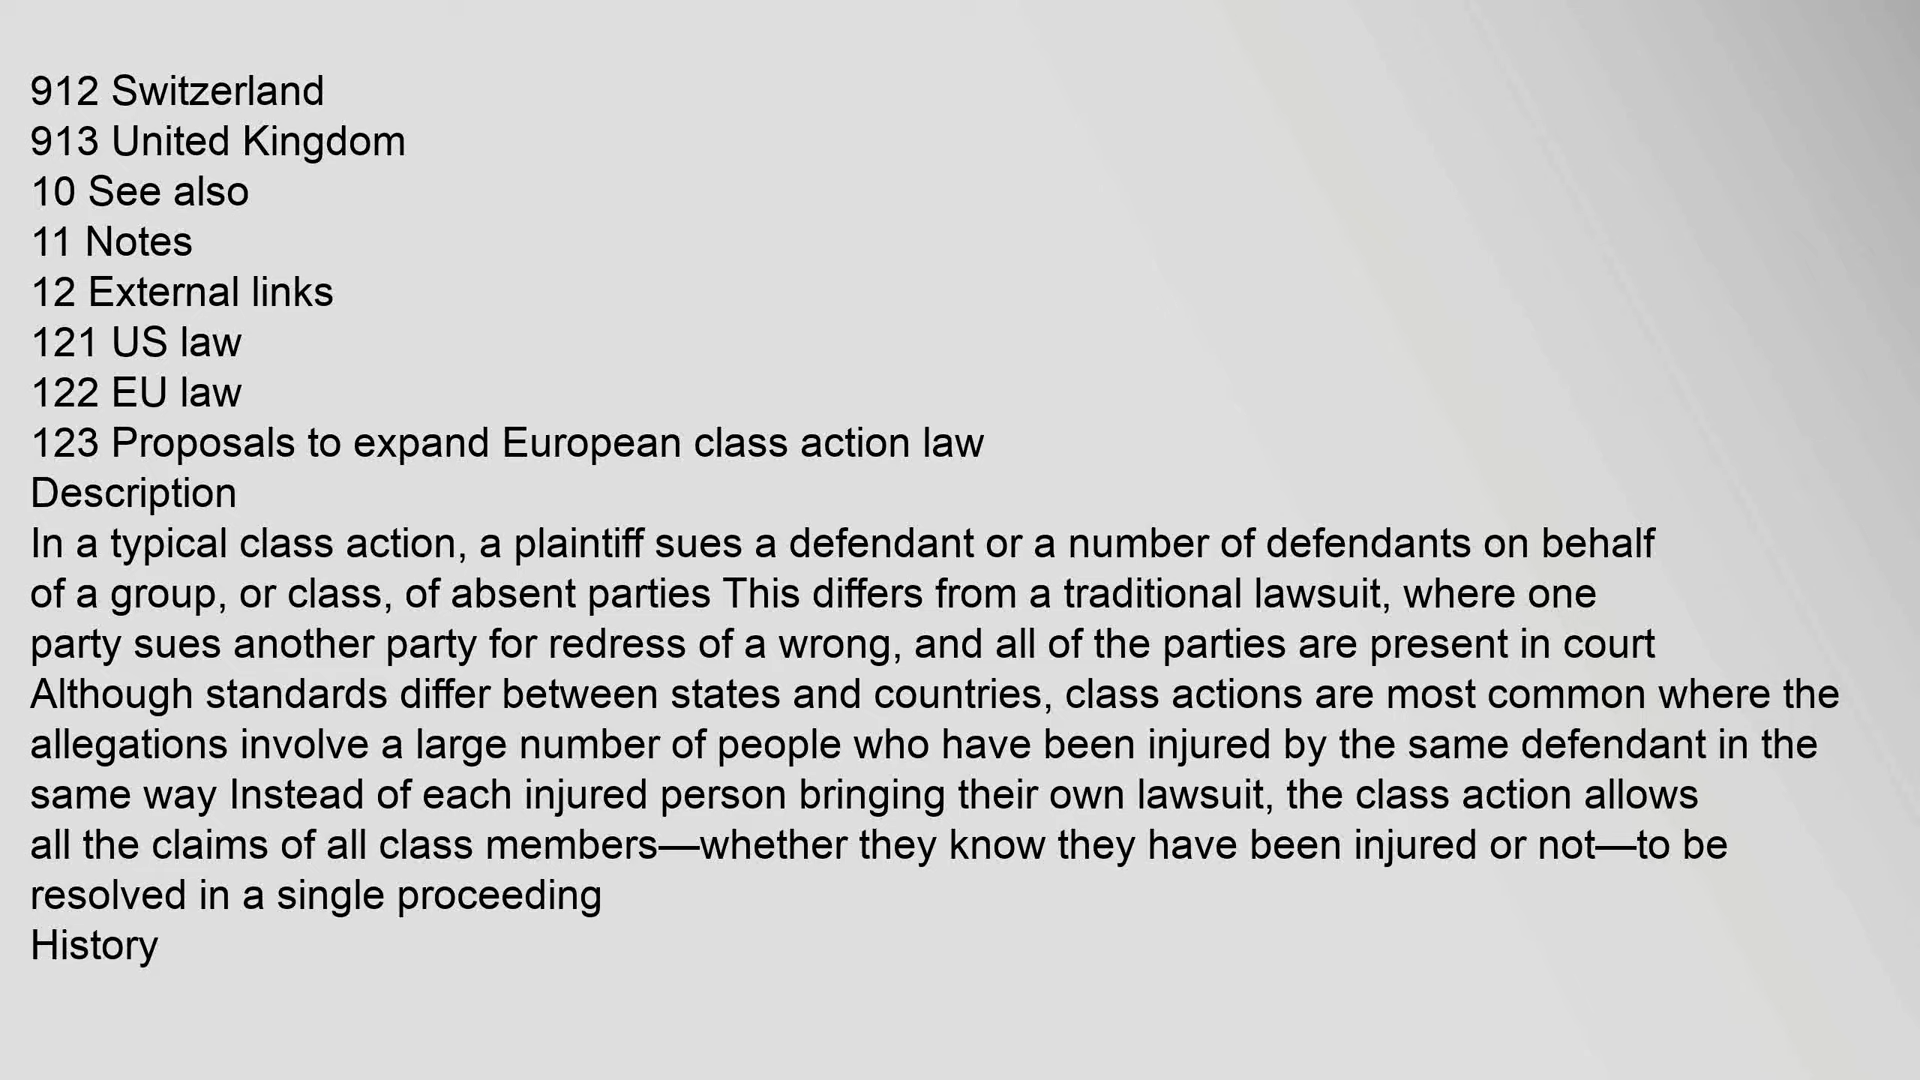 912 Switzerland
913 United Kingdom
10 See also
11 Notes
12 External links
121 US law
122 EU law
123 Proposals to expand European class action law
Description
In a typical class action, a plaintiff sues a defendant or a number of defendants on behalf
of a group, or class, of absent parties This differs from a traditional lawsuit, where one
party sues another party for redress of a wrong, and all of the parties are present in court
Although standards differ between states and countries, class actions are most common where the
allegations involve a large number of people who have been injured by the same defendant in the
same way Instead of each injured person bringing their own lawsuit, the class action allows
all the claims of all class members—whether they know they have been injured or not—to be
resolved in a single proceeding
History